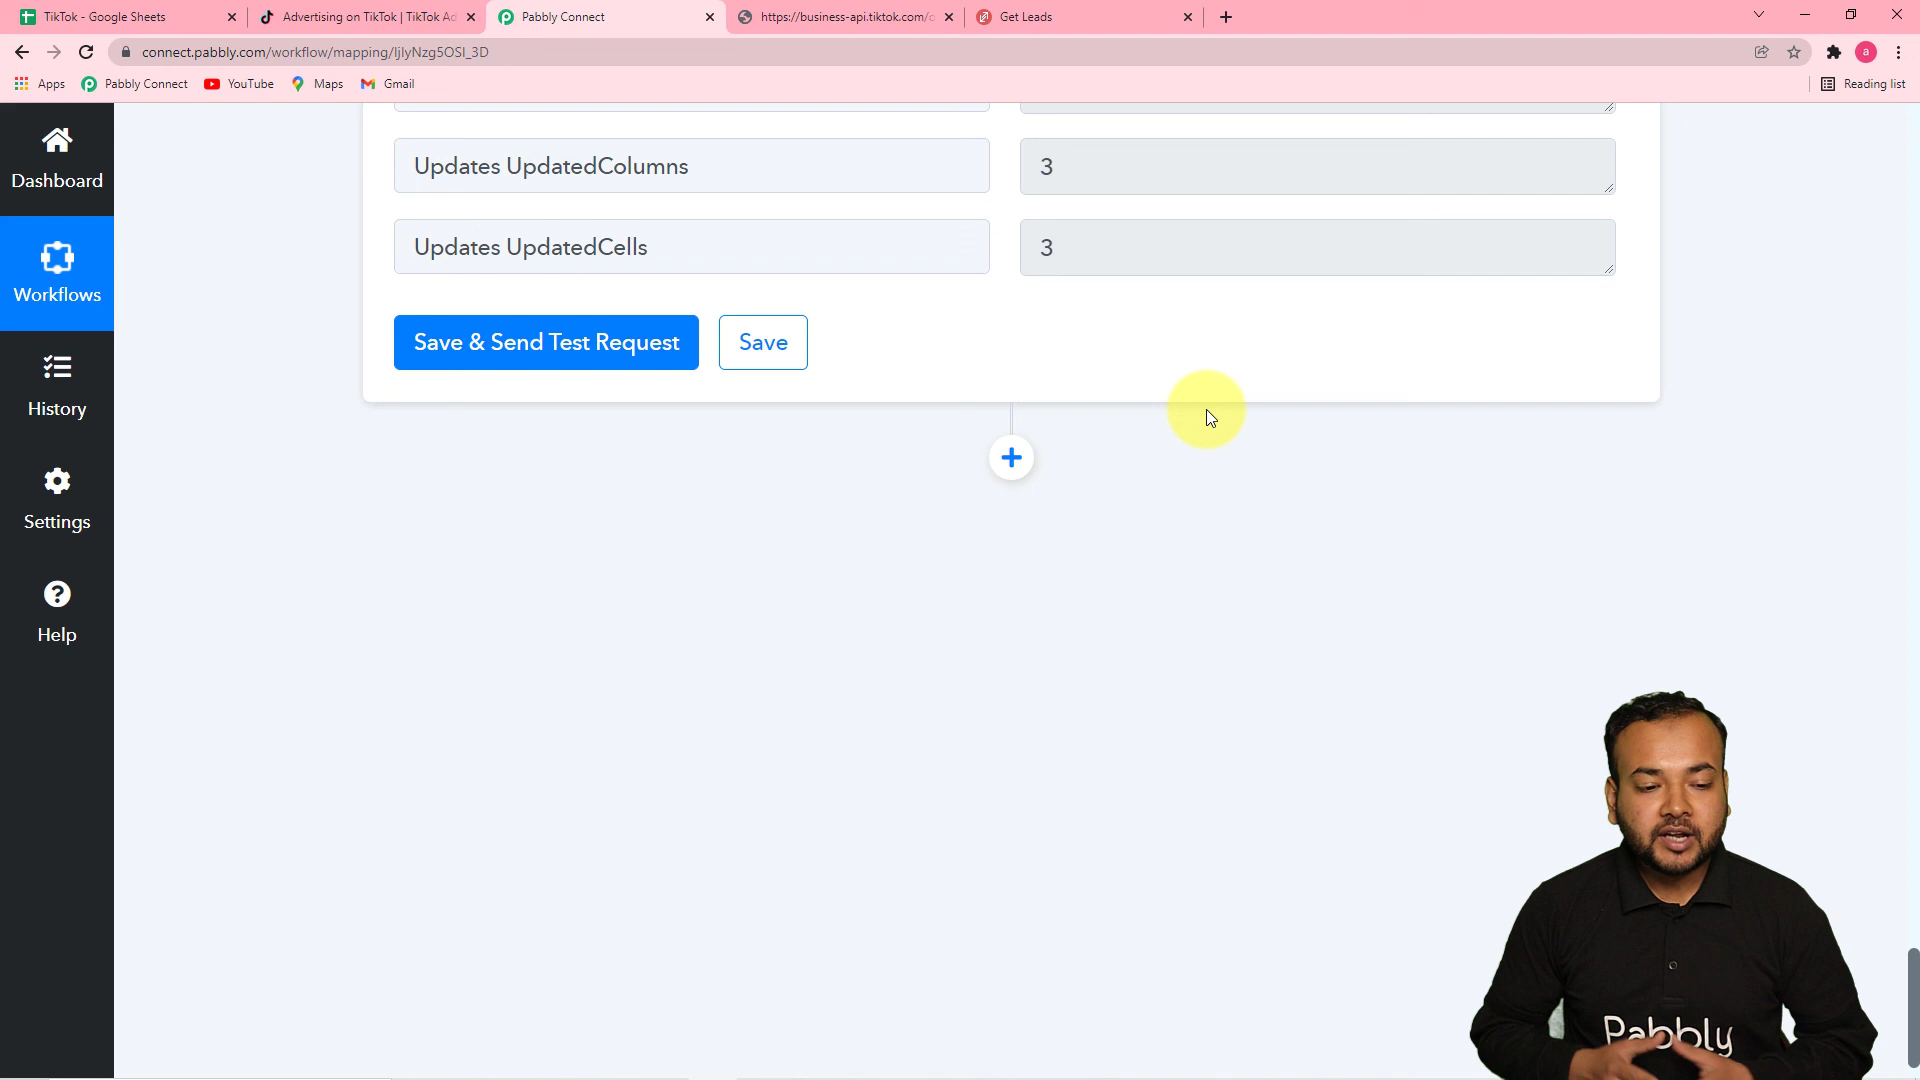 TikTok - Google Sheets
Advertising on TikTok | TikTok Ad
Pabbly Connect
https://business-api.tiktok.com/o
Get Leads
connect.pabbly.com/workflow/mapping/IjIyNzg5OSI_3D
a
Apps
Pabbly Connect
YouTube
Maps
Gmail
Reading list
Dashboard
Workflows
History
Settings
Help
Updates UpdatedColumns
3
Updates UpdatedCells
3
Save & Send Test Request
Save
Pabbly